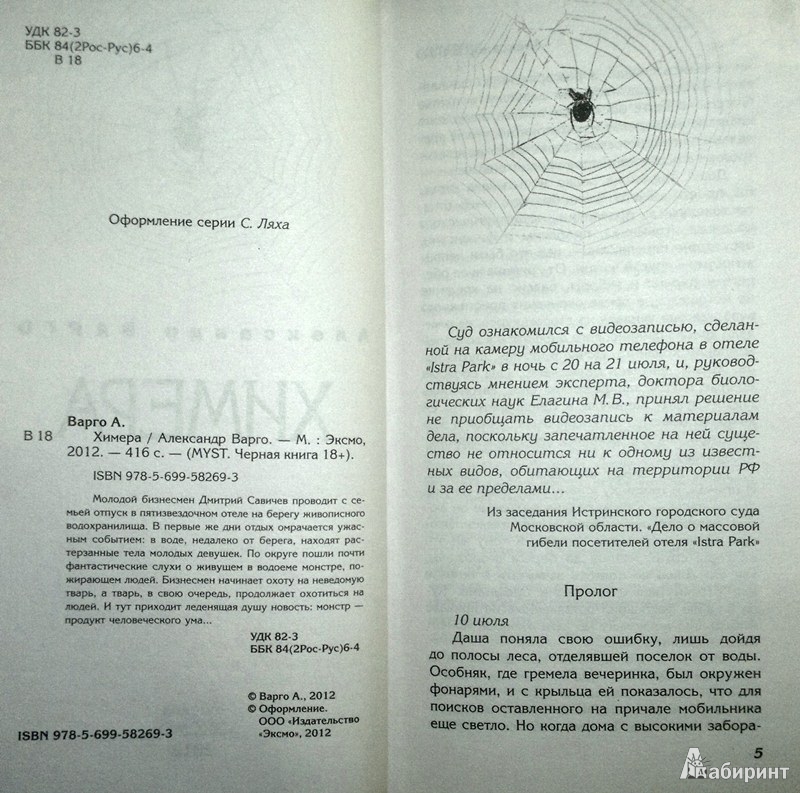 УДК 82-3
ББК 84(2Рос-Рус)6-4
В 18
Оформление серии С. Ляха
Варго А.
В 18
Химера / Александр Варго. — М. : Эксмо,
2012. — 416 с. — (MYST. Черная книга 18+).
ISBN 978-5-699-58269-3
Молодой бизнесмен Дмитрий Савичев проводит с се-
мьей отпуск в пятизвездочном отеле на берегу живописного
водохранилища. В первые же дни отдых омрачается ужас-
ным событием: в воде, недалеко от берега, находят рас-
терзанные тела молодых девушек. По округе пошли почти
фантастические слухи о живущем в водоеме монстре, по-
жирающем людей. Бизнесмен начинает охоту на неведомую
тварь, а тварь, в свою очередь, продолжает охотиться на
людей. И тут приходит леденящая душу новость: монстр —
продукт человеческого ума...
УДК 82-3
ББК 84(2Рос-Рус)6-4
© Варго А., 2012
© Оформление.
ООО «Издательство
«Эксмо», 2012
ISBN 978-5-699-58269-3
Суд ознакомился с видеозаписью, сделан-
ной на камеру мобильного телефона в отеле
«Istra Park» в ночь с 20 на 21 июля, и, руковод-
ствуясь мнением эксперта, доктора биоло-
гических наук Елагина М. В., принял решение
не приобщать видеозапись к материалам
дела, поскольку запечатленное на ней суще-
ство не относится ни к одному из извест-
ных видов, обитающих на территории РФ
и за ее пределами...
Из заседания Истринского городского суда
Московской области. «Дело о массовой
гибели посетителей отеля «Istra Park»
Пролог
10 июля
Даша поняла свою ошибку, лишь дойдя
до полосы леса, отделявшей поселок от воды.
Особняк, где гремела вечеринка, был окружен
фонарями, и с крыльца ей показалось, что для
поисков оставленного на причале мобильника
еще светло. Но когда дома с высокими забора-
5
Лабиринт